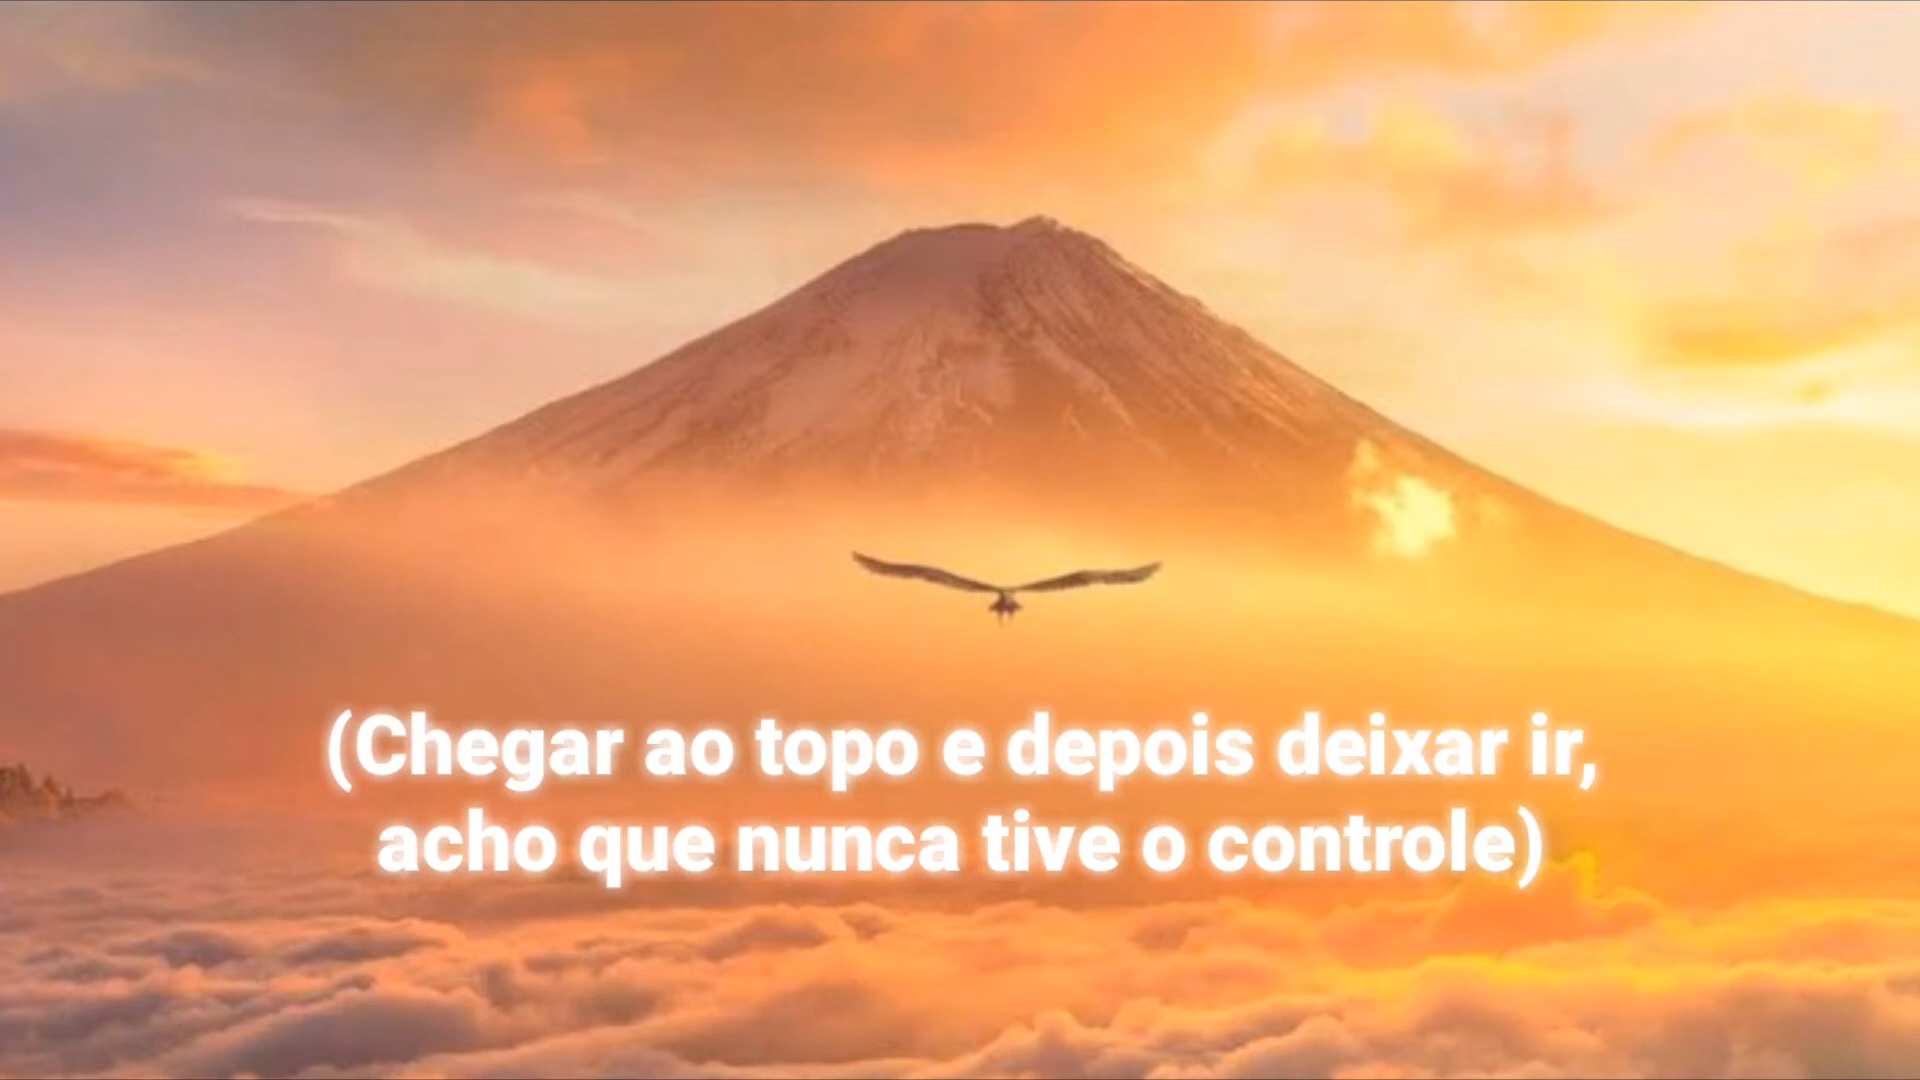 (Chegar ao topo e depois deixar ir,
acho que nunca tive o controle)